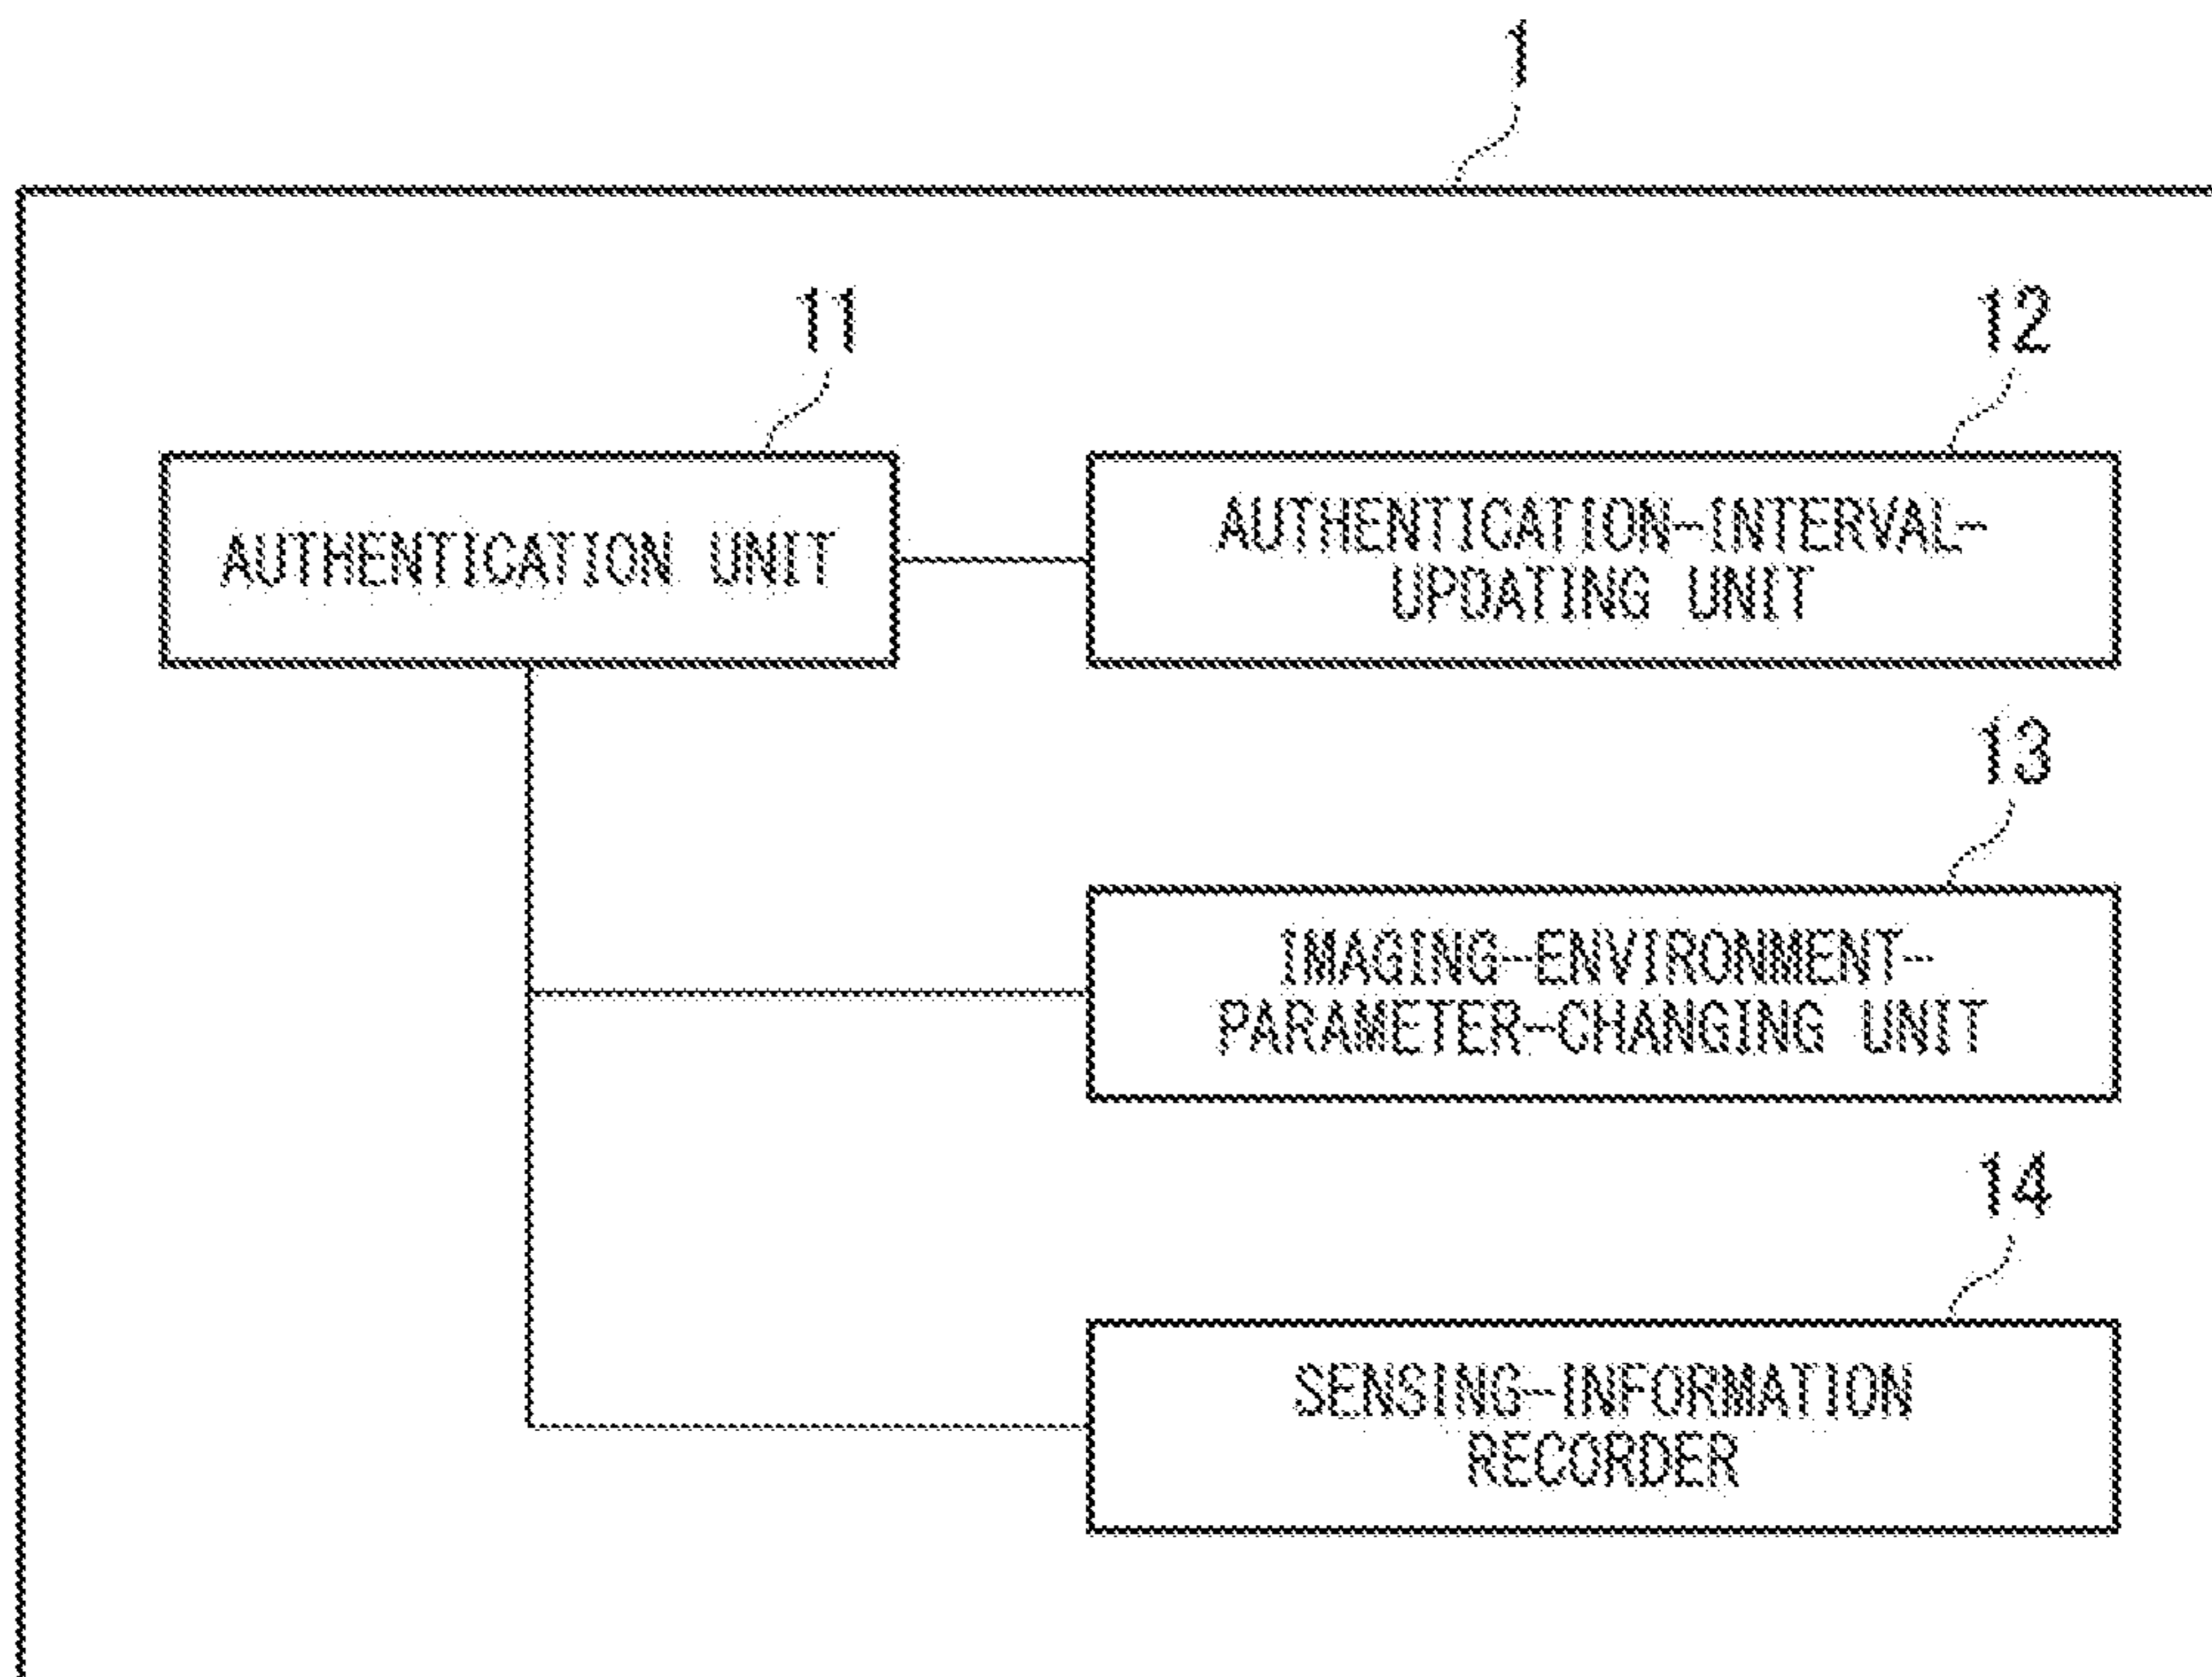 1
11
12
AUTHENTICATION UNIT
AUTHENTICATION-INTERVAL-
UPDATING UNIT
13
IMAGING-ENVIRONMENT-
PARAMETER-CHANGING UNIT
14
SENSING-INFORMATION
RECORDER